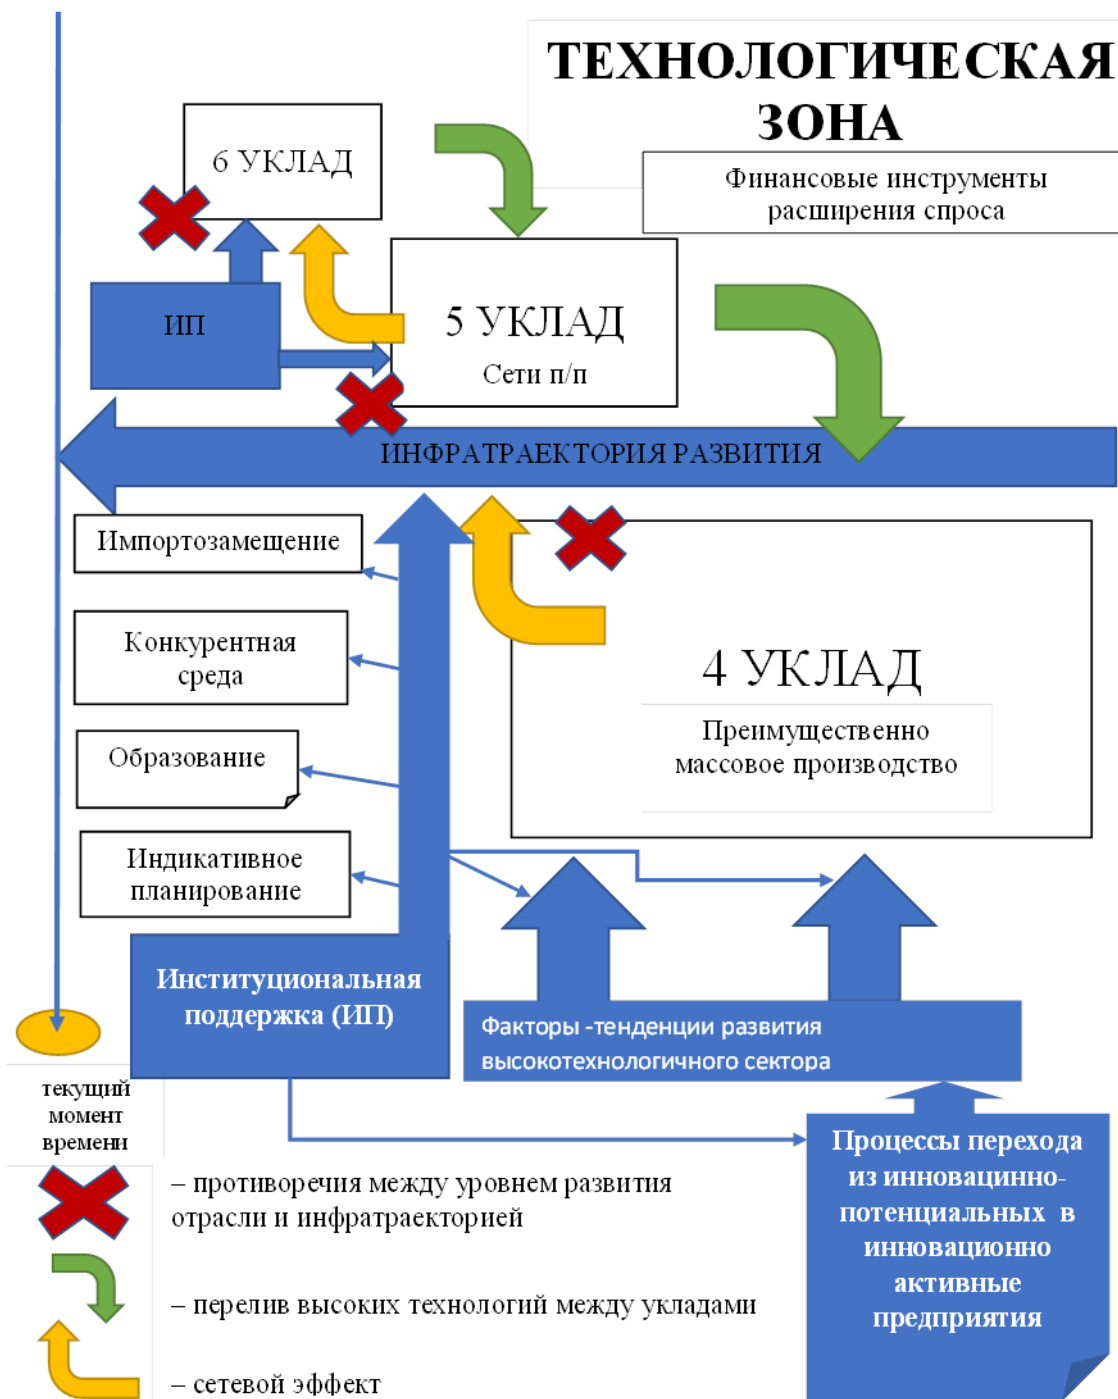 ТЕХНОЛОГИЧЕСКАЯ
ЗОНА
Финансовые инструменты
расширения спроса
6 УКЛАД
ИП
5 УКЛАД
Сети п/п
ИНФРАТРАЕКТОРИЯ РАЗВИТИЯ
Импортозамещение
Конкурентная
среда
Образование
Индикативное
планирование
4 УКЛАД
Преимущественно
массовое производство
Институциональная
поддержка (ИП)
Факторы -тенденции развития
высокотехнологичного сектора
Процессы перехода
из инновацинно-
потенциальных в
инновационно
активные
предприятия
текущий
момент
времени
– противоречия между уровнем развития
отрасли и инфратраекторией
– перелив высоких технологий между укладами
– сетевой эффект